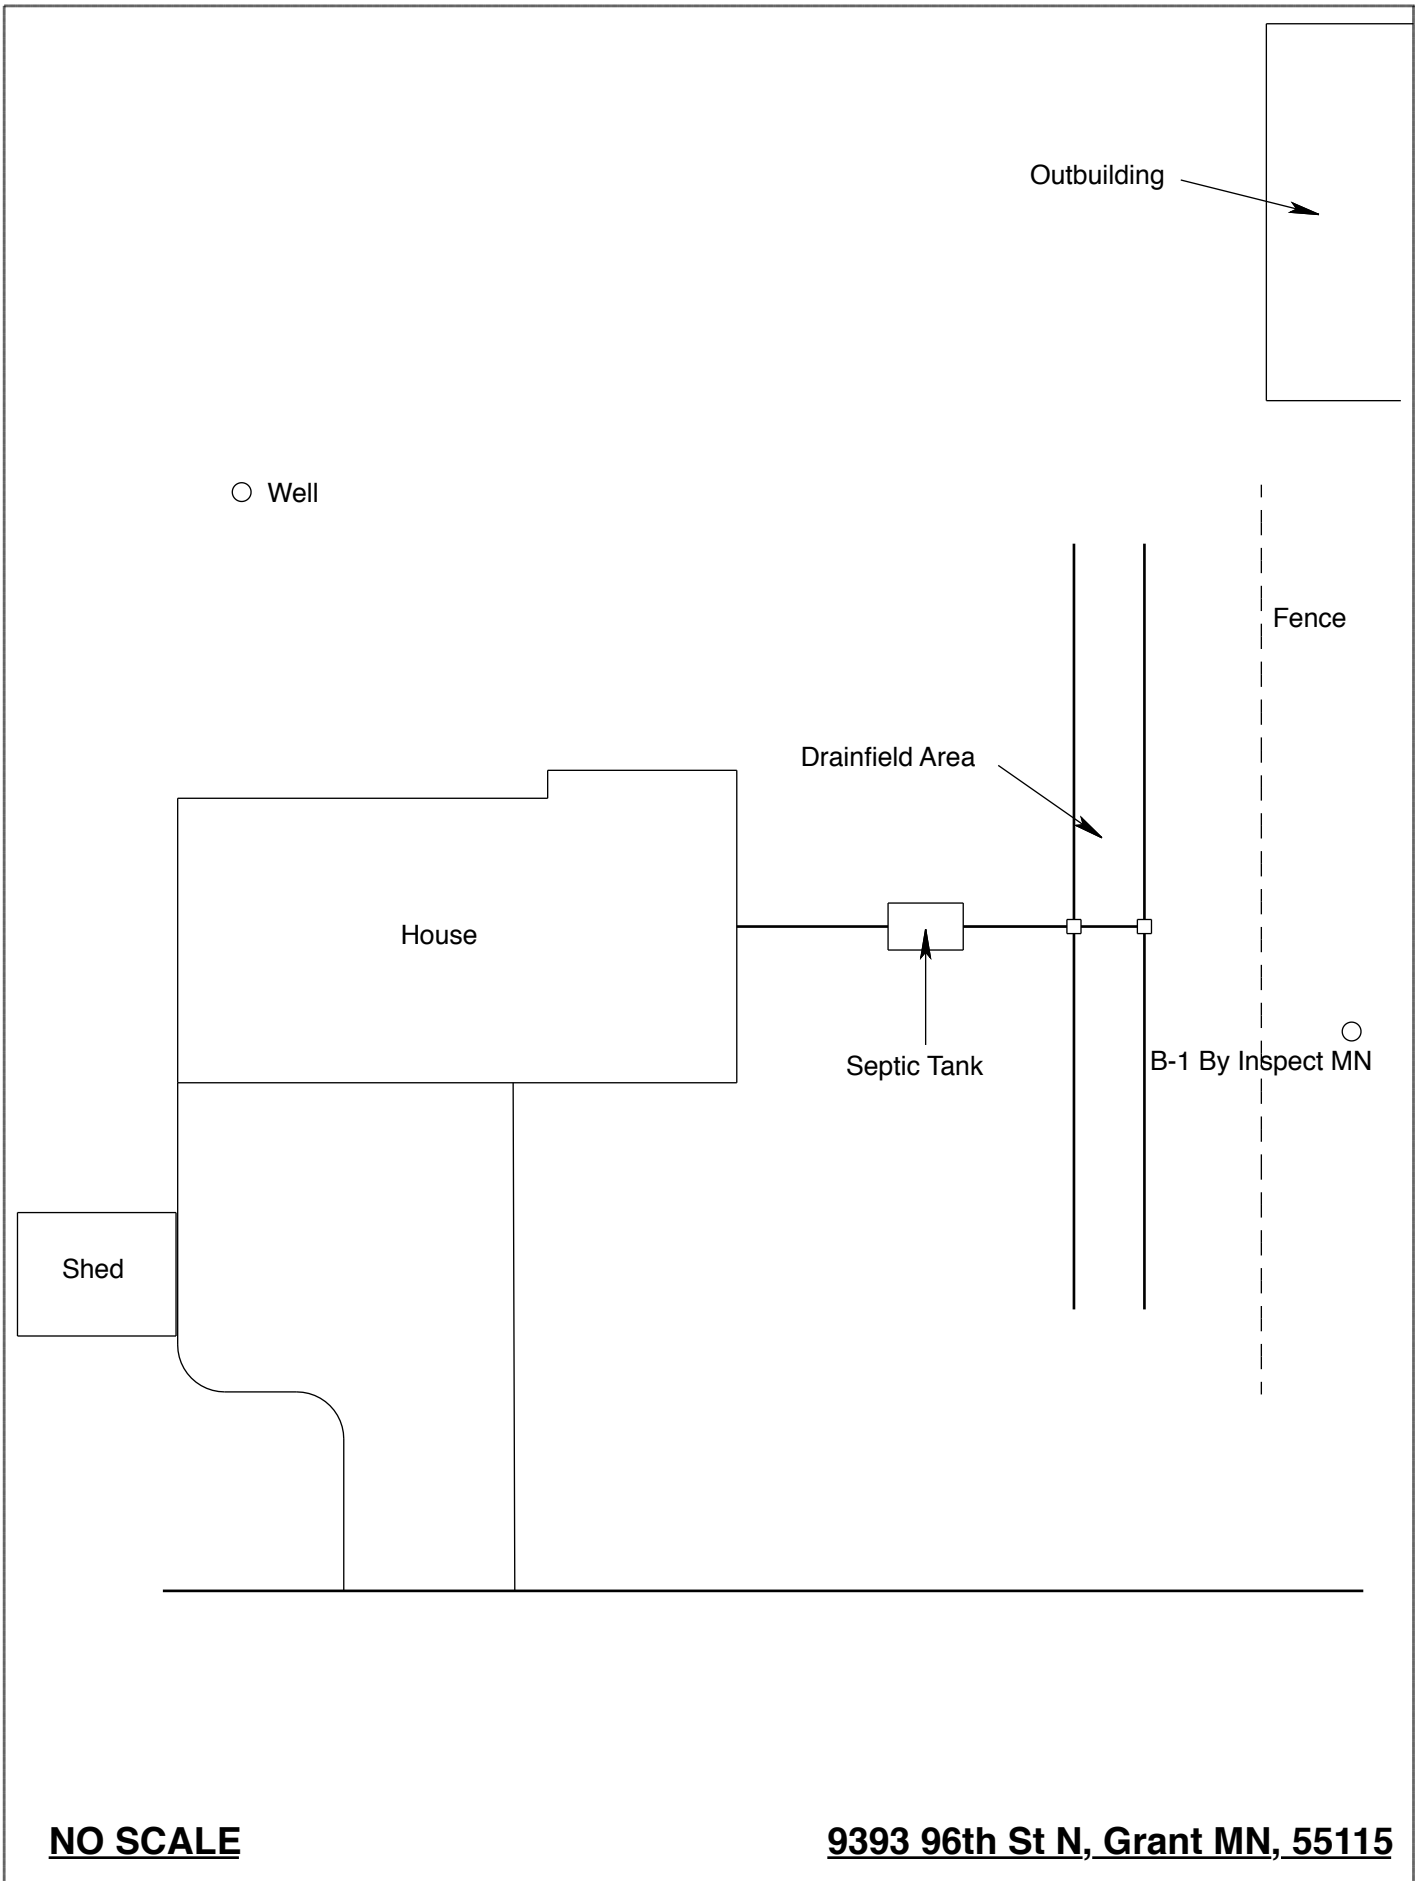 Outbuilding
Well
Fence
Drainfield Area
House
B-1 By Inspect MN
Septic Tank
Shed
NO SCALE
9393 96th St N, Grant MN, 55115